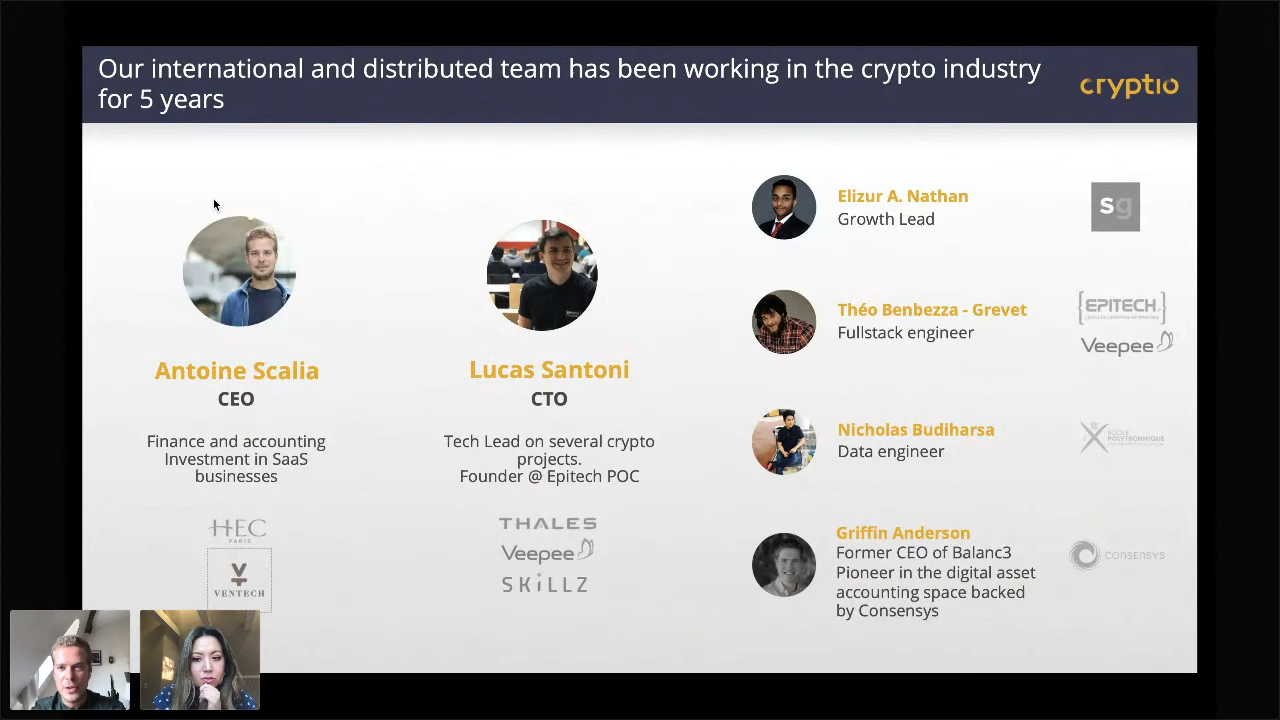 Our international and distributed team has been working in the crypto industry
for 5 years
cryptio
Antoine Scalia
CEO
Finance and accounting
Investment in SaaS
businesses
HEC
PARIS
VENTECH
Lucas Santoni
CTO
Tech Lead on several crypto
projects.
Founder @ Epitech POC
THALES
Veepee
SKiLLZ
Elizur A. Nathan
Growth Lead
sg
Théo Benbezza - Grevet
Fullstack engineer
[EPITECH.]
Veepee
Nicholas Budiharsa
Data engineer
ÉCOLE
POLYTECHNIQUE
Griffin Anderson
Former CEO of Balanc3
Pioneer in the digital asset
accounting space backed
by Consensys
CONSENSYS